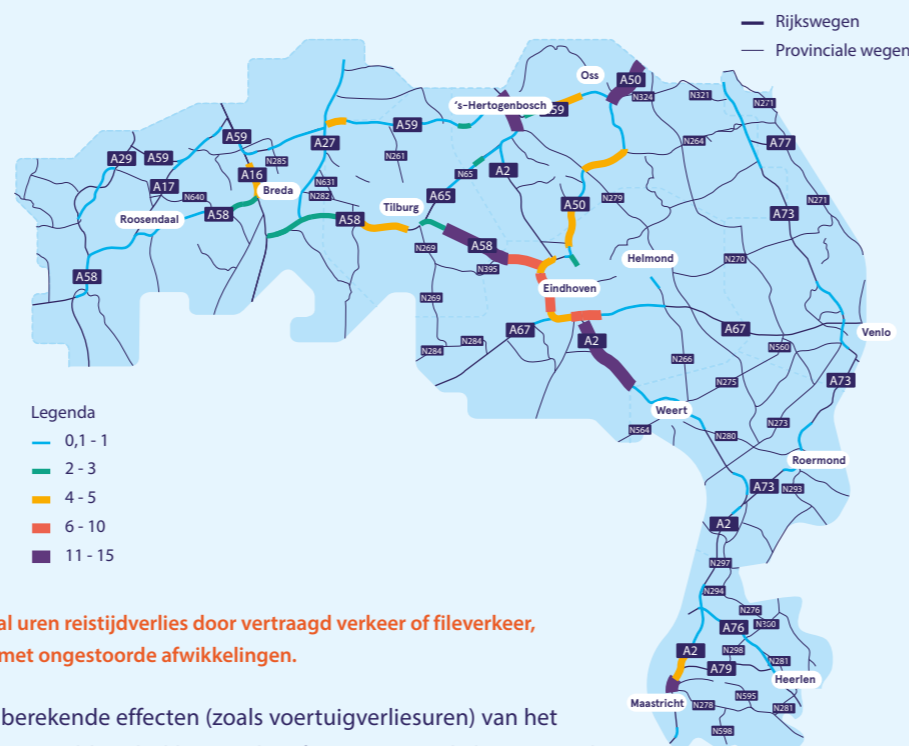 Rijkswegen
Provinciale wegen
Oss
A50
N324
N321
N271
's-Hertogenbosch
A59
A59
A59
A27
N261
N264
A77
A29
A59
N285
A16
N65
A2
Breda
N631
N282
A17
N640
Roosendaal
A58
A65
Tilburg
A58
A50
N279
N271
A73
N269
A58
N395
Helmond
N270
A58
Eindhoven
N269
A67
A2
A67
Venlo
N284
N284
N560
N266
A73
N275
Weert
N273
N564
N280
Roermond
A73
N293
A2
N297
N294
N276
A76
N300
A2
N298
N281
A79
Heerlen
Maastricht
N278
N595
N281
N598
Legenda
0,1 - 1
2 - 3
4 - 5
6 - 10
11 - 15
al uren reistijdverlies door vertraagd verkeer of fileverkeer,
met ongestoorde afwikkelingen.
berekende effecten (zoals voertuigverliesuren) van het